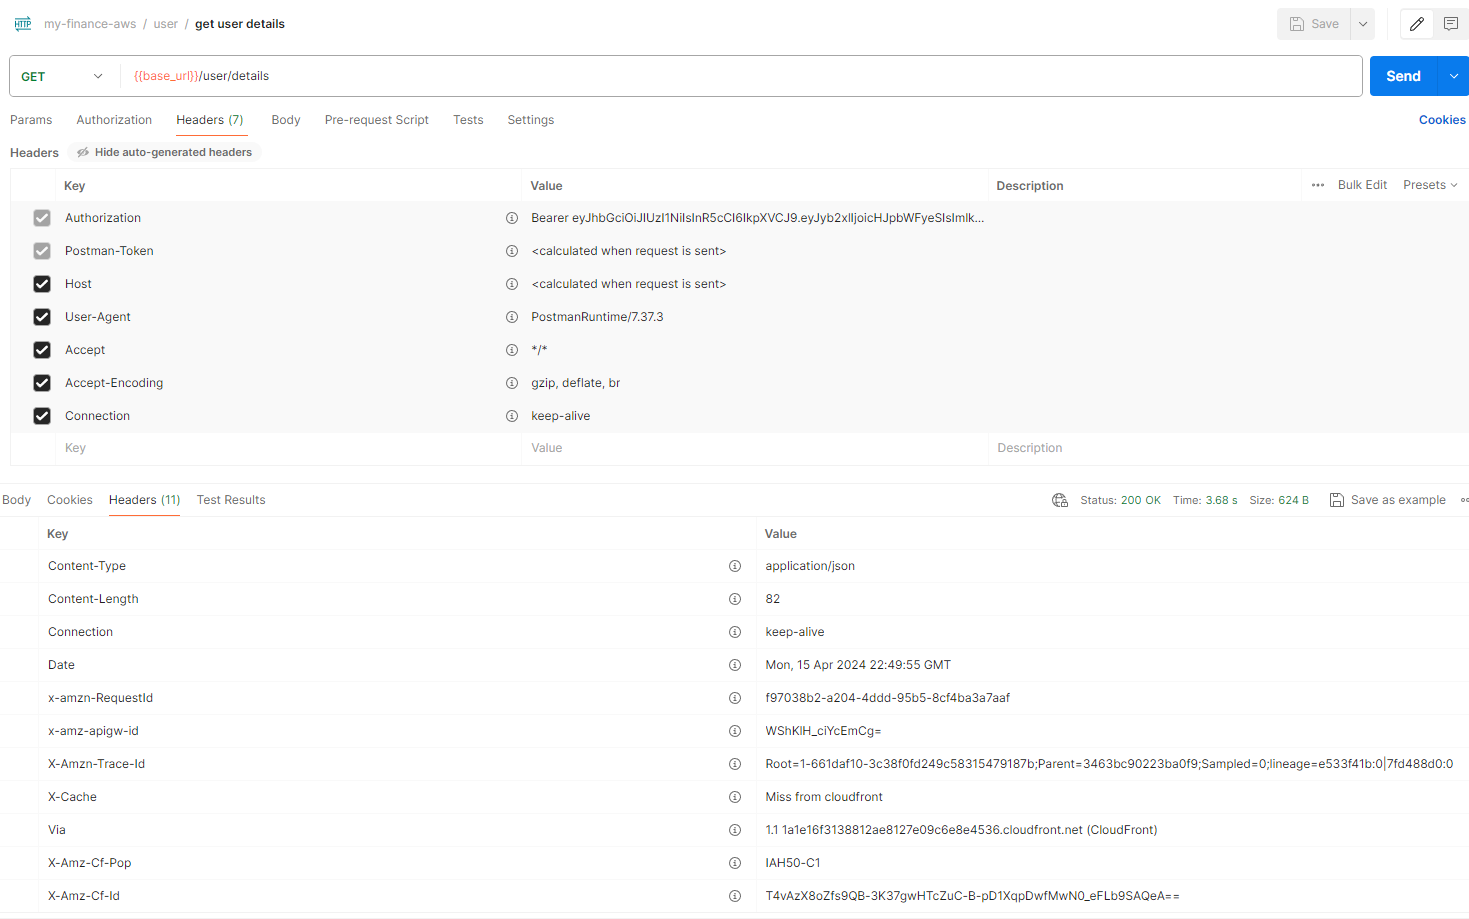 HTTP my-finance-aws / user / get user details Save
GET {{base_url}}/user/details Send
Params Authorization Headers (7) Body Pre-request Script Tests Settings Cookies
Headers Hide auto-generated headers
Key Value Description Bulk Edit Presets
Authorization Bearer eyJhbGciOiJIUzI1NiIsInR5cCI6IkpXVCJ9.eyJyb2xlIjoicHJpbWFyeSIsImlk...
Postman-Token <calculated when request is sent>
Host <calculated when request is sent>
User-Agent PostmanRuntime/7.37.3
Accept */*
Accept-Encoding gzip, deflate, br
Connection keep-alive
Key Value Description
Body Cookies Headers (11) Test Results Status: 200 OK Time: 3.68 s Size: 624 B Save as example
Key Value
Content-Type application/json
Content-Length 82
Connection keep-alive
Date Mon, 15 Apr 2024 22:49:55 GMT
x-amzn-RequestId f97038b2-a204-4ddd-95b5-8cf4ba3a7aaf
x-amz-apigw-id WShKlH_ciYcEmCg=
X-Amzn-Trace-Id Root=1-661daf10-3c38f0fd249c58315479187b;Parent=3463bc90223ba0f9;Sampled=0;lineage=e533f41b:0|7fd488d0:0
X-Cache Miss from cloudfront
Via 1.1 1a1e16f3138812ae8127e09c6e8e4536.cloudfront.net (CloudFront)
X-Amz-Cf-Pop IAH50-C1
X-Amz-Cf-Id T4vAzX8oZfs9QB-3K37gwHTcZuC-B-pD1XqpDwfMwN0_eFLb9SAQeA==